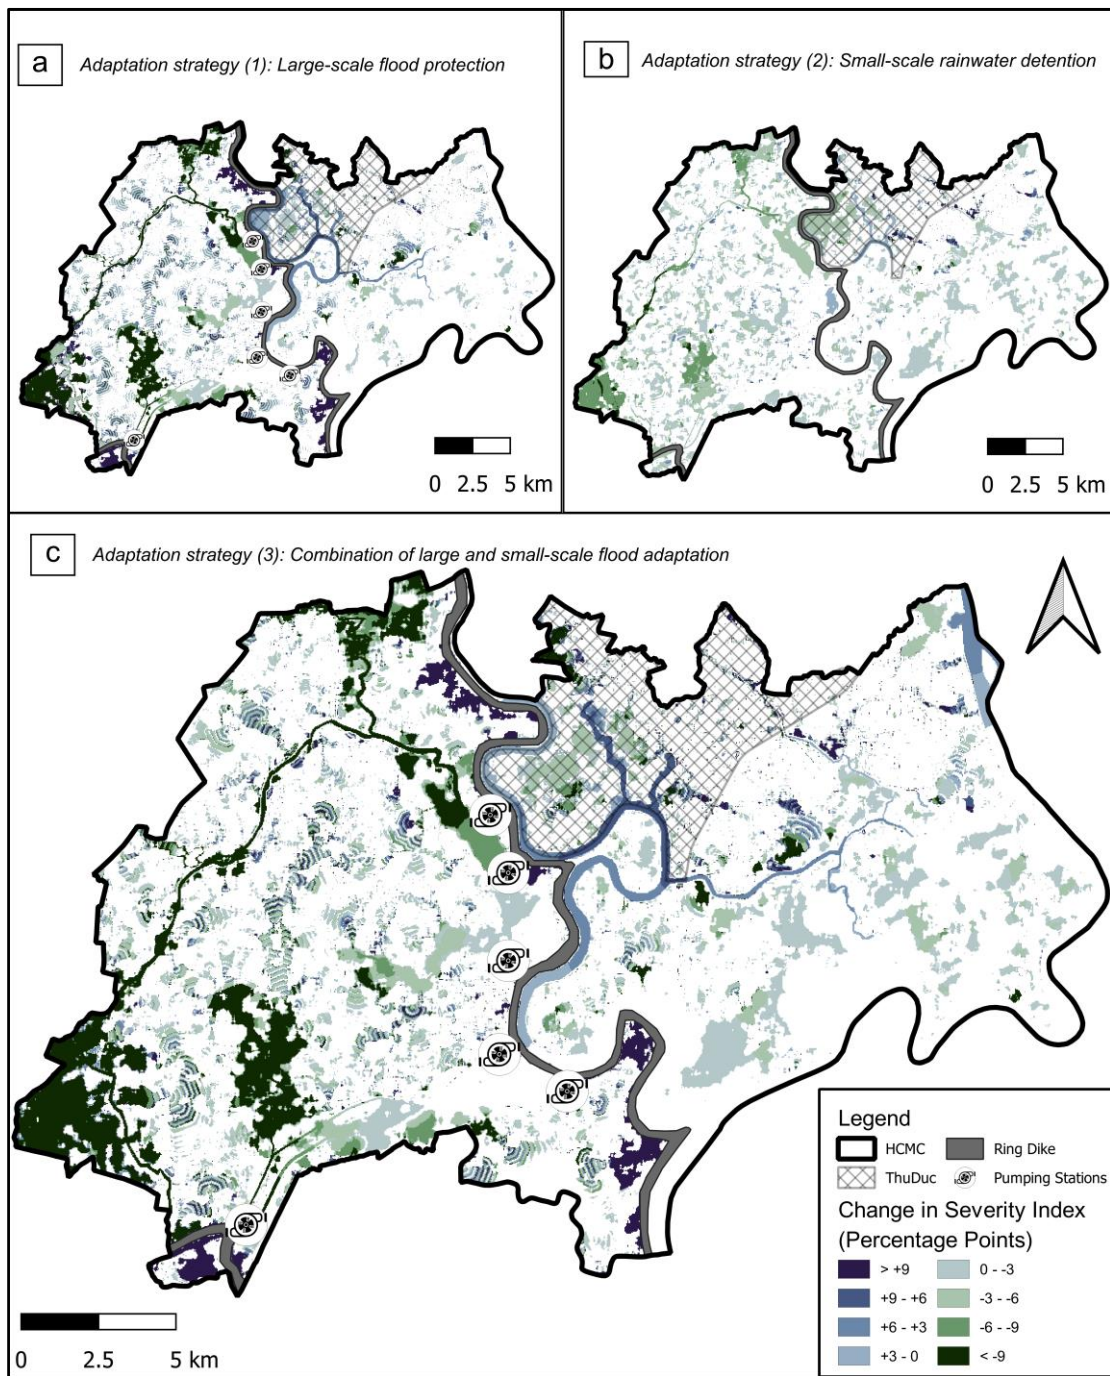 a
Adaptation strategy (1): Large-scale flood protection
0 2.5 5 km
b
Adaptation strategy (2): Small-scale rainwater detention
0 2.5 5 km
c
Adaptation strategy (3): Combination of large and small-scale flood adaptation
0 2.5 5 km
Legend
HCMC Ring Dike
ThuDuc Pumping Stations
Change in Severity Index
(Percentage Points)
> +9 0 - -3
+9 - +6 -3 - -6
+6 - +3 -6 - -9
+3 - 0 < -9